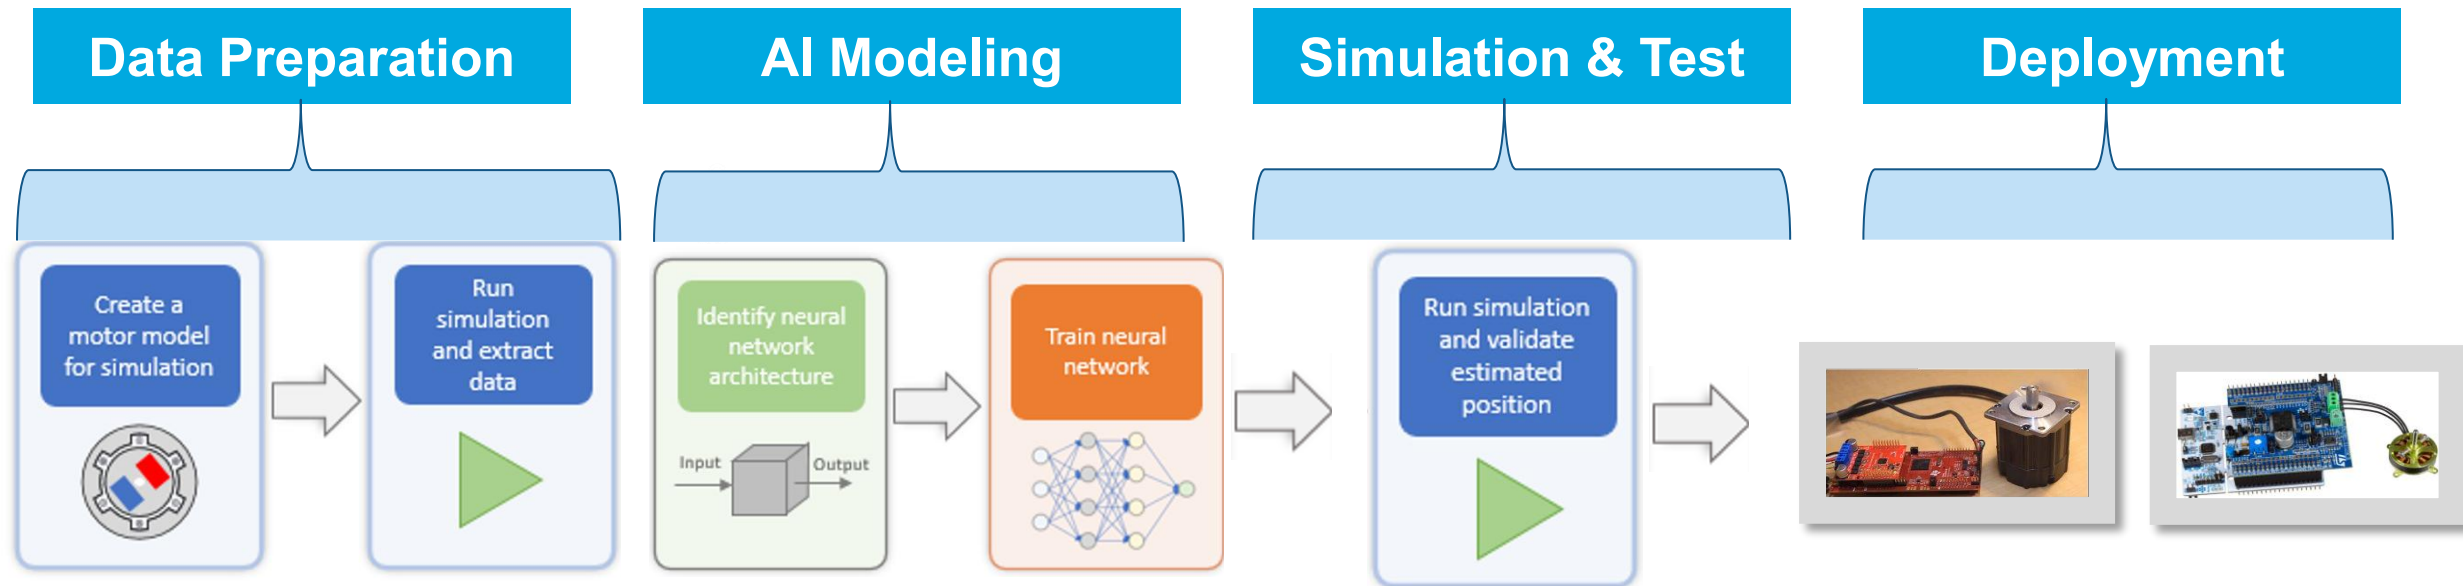 Data Preparation
AI Modeling
Simulation & Test
Deployment
Create a
motor model
for simulation
Run
simulation
and extract
data
Identify neural
network
architecture
Input
Output
Train neural
network
Run simulation
and validate
estimated
position